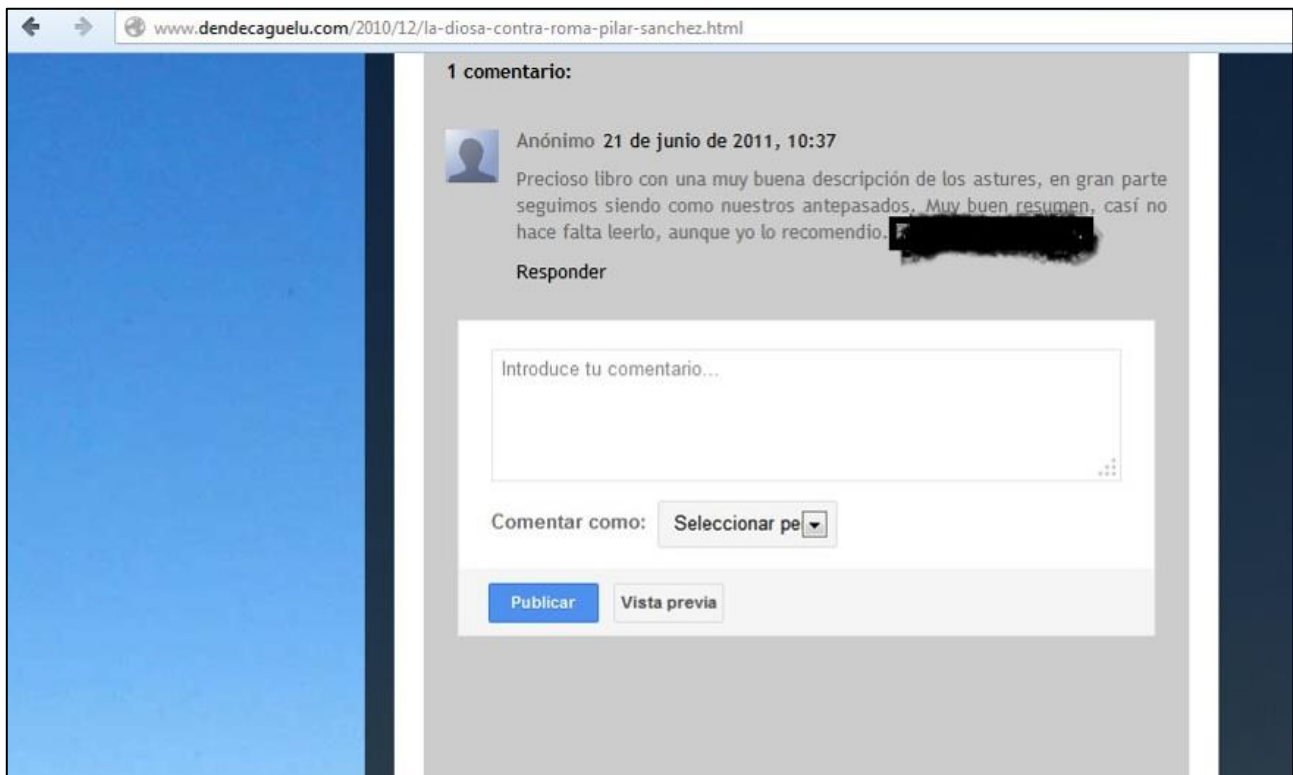 www.dendecaguelu.com/2010/12/la-diosa-contra-roma-pilar-sanchez.html
1 comentario:
Anónimo 21 de junio de 2011, 10:37
Precioso libro con una muy buena descripción de los astures, en gran parte
seguimos siendo como nuestros antepasados. Muy buen resumen, casí no
hace falta leerlo, aunque yo lo recomendio.
Responder
Introduce tu comentario...
Comentar como: Seleccionar pe
Publicar Vista previa